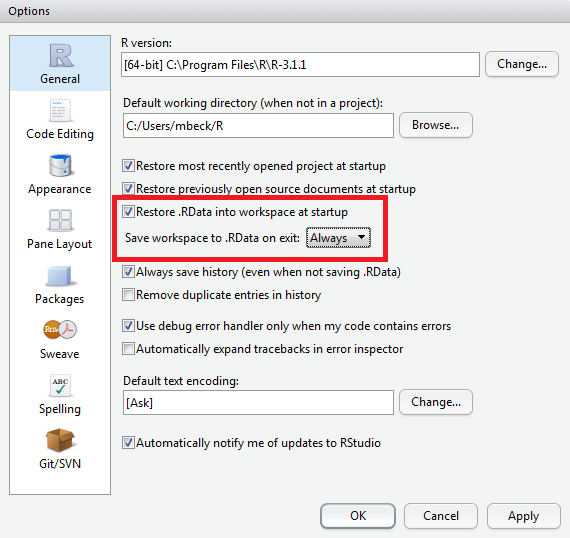 Options
R
General
Code Editing
Appearance
Pane Layout
Packages
Rnw
Sweave
ABC
Spelling
Git/SVN
R version:
[64-bit] C:\Program Files\R\R-3.1.1
Change...
Default working directory (when not in a project):
C:/Users/mbeck/R
Browse...
Restore most recently opened project at startup
Restore previously open source documents at startup
Restore .RData into workspace at startup
Save workspace to .RData on exit: Always
Always save history (even when not saving .RData)
Remove duplicate entries in history
Use debug error handler only when my code contains errors
Automatically expand tracebacks in error inspector
Default text encoding:
[Ask]
Change...
Automatically notify me of updates to RStudio
OK
Cancel
Apply